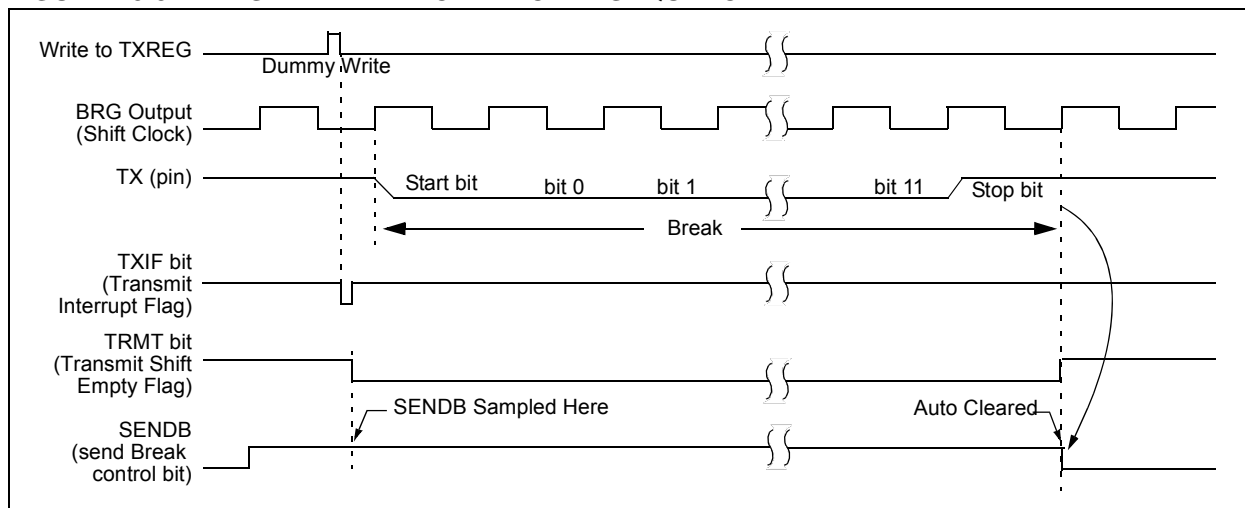 Write to TXREG
Dummy Write
BRG Output
(Shift Clock)
TX (pin)
Start bit
bit 0
bit 1
bit 11
Stop bit
Break
TXIF bit
(Transmit
Interrupt Flag)
TRMT bit
(Transmit Shift
Empty Flag)
SENDB Sampled Here
Auto Cleared
SENDB
(send Break
control bit)